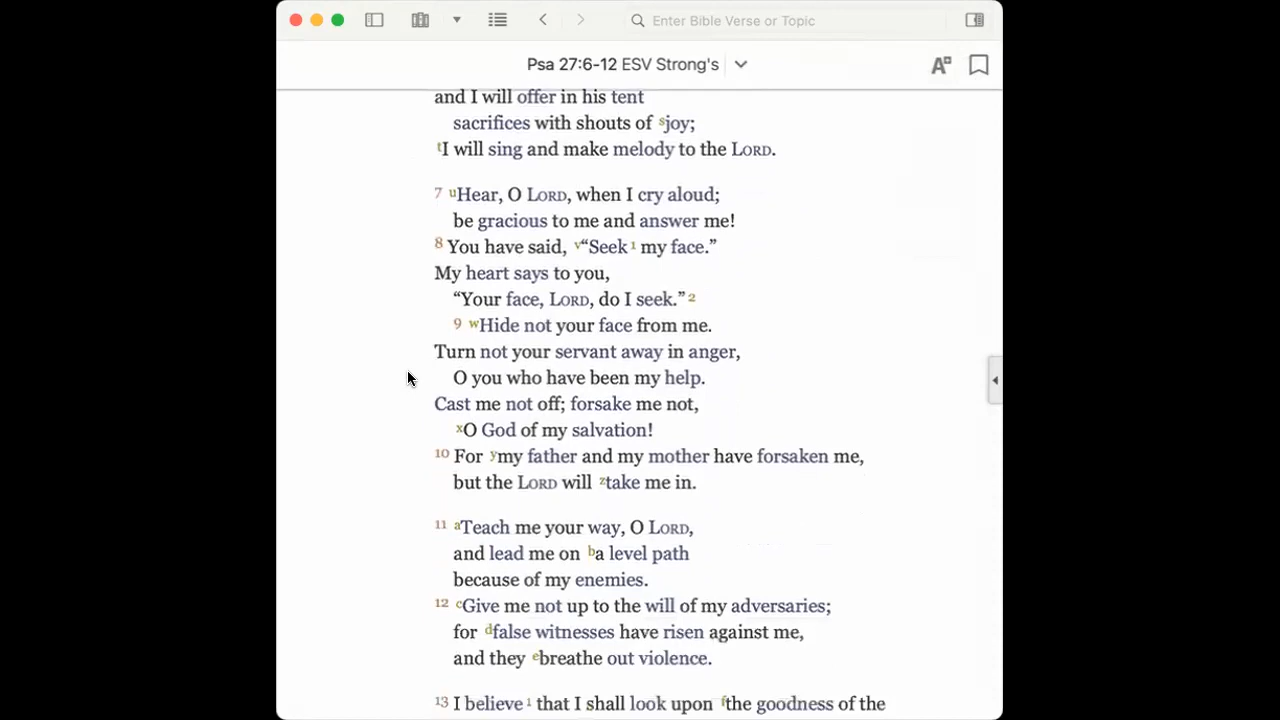 Enter Bible Verse or Topic
Psa 27:6-12 ESV Strong's
and I will offer in his tent
sacrifices with shouts of sjoy;
tI will sing and make melody to the LORD.
7 uHear, O LORD, when I cry aloud;
be gracious to me and answer me!
8 You have said, v“Seek1 my face.”
My heart says to you,
“Your face, LORD, do I seek.”2
9 wHide not your face from me.
Turn not your servant away in anger,
O you who have been my help.
Cast me not off; forsake me not,
xO God of my salvation!
10 For ymy father and my mother have forsaken me,
but the LORD will ztake me in.
11 aTeach me your way, O LORD,
and lead me on ba level path
because of my enemies.
12 cGive me not up to the will of my adversaries;
for dfalse witnesses have risen against me,
and they ebreathe out violence.
13 I believe1 that I shall look upon fthe goodness of the